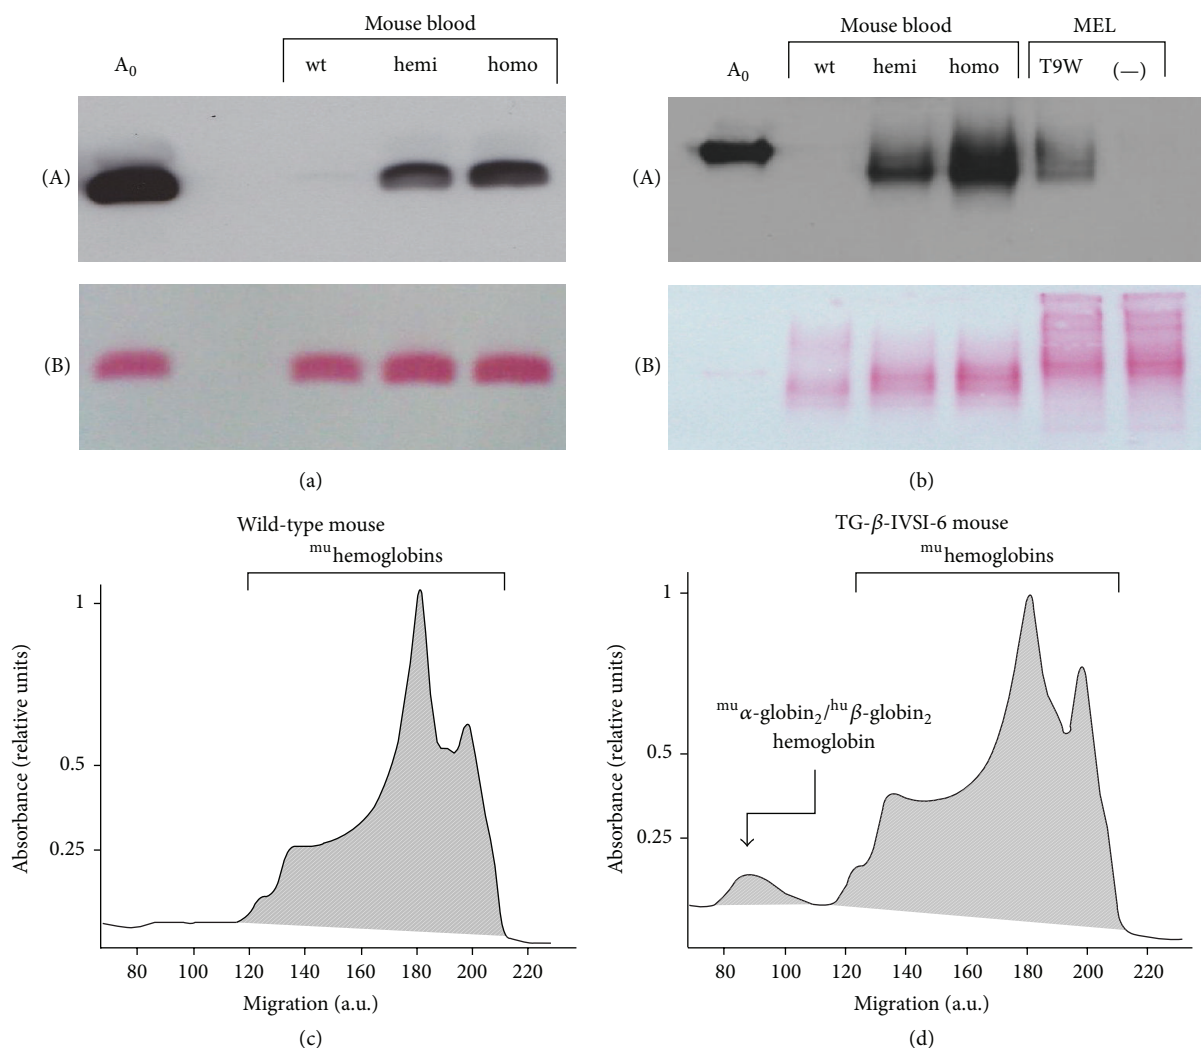 Mouse blood
A₀ wt hemi homo
(A)
(B)
(a)
Mouse blood MEL
A₀ wt hemi homo T9W (—)
(A)
(B)
(b)
Wild-type mouse
ᵐᵘhemoglobins
1
0.5
0.25
Absorbance (relative units)
80 100 120 140 160 180 200 220
Migration (a.u.)
(c)
TG-β-IVSI-6 mouse
ᵐᵘhemoglobins
ᵐᵘα-globin₂/ʰᵘβ-globin₂
hemoglobin
1
0.5
0.25
Absorbance (relative units)
80 100 120 140 160 180 200 220
Migration (a.u.)
(d)